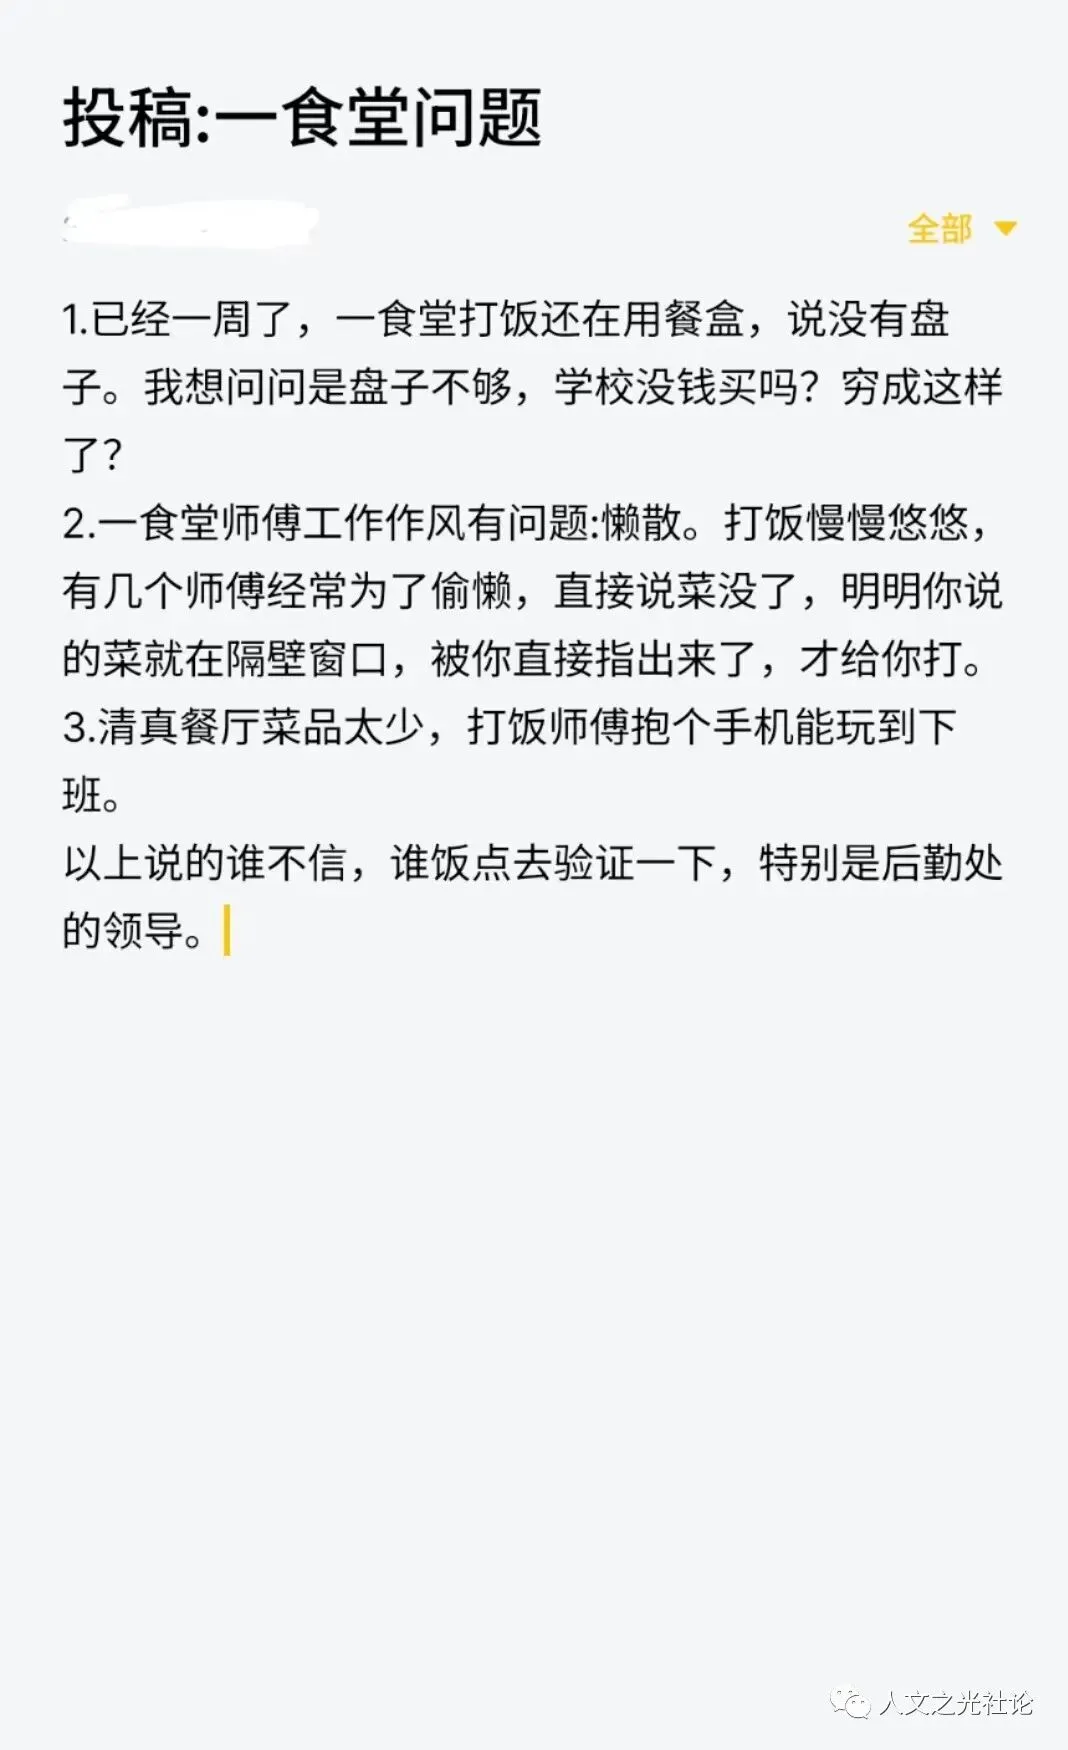 投稿:一食堂问题
全部
1.已经一周了，一食堂打饭还在用餐盒，说没有盘
子。我想问问是盘子不够，学校没钱买吗？穷成这样
了？
2.一食堂师傅工作作风有问题:懒散。打饭慢慢悠悠，
有几个师傅经常为了偷懒，直接说菜没了，明明你说
的菜就在隔壁窗口，被你直接指出来了，才给你打。
3.清真餐厅菜品太少，打饭师傅抱个手机能玩到下
班。
以上说的谁不信，谁饭点去验证一下，特别是后勤处
的领导。
人文之光社论